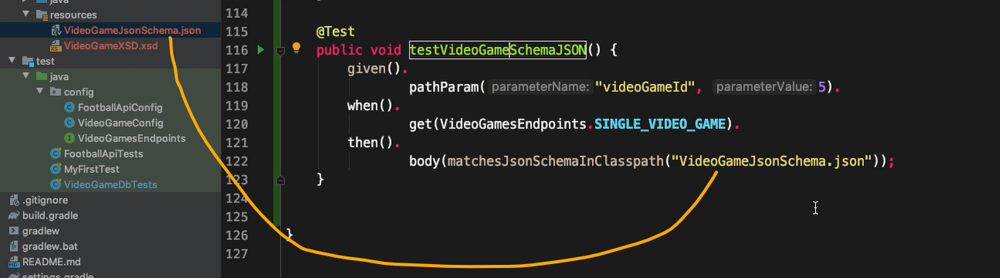 java
resources
VideoGameJsonSchema.json
VideoGameXSD.xsd
test
java
config
FootballApiConfig
VideoGameConfig
VideoGamesEndpoints
FootballApiTests
MyFirstTest
VideoGameDbTests
.gitignore
build.gradle
gradlew
gradlew.bat
README.md
settings.gradle
114
115 @Test
116 public void testVideoGameSchemaJSON() {
117 given().
118 pathParam( parameterName: "videoGameId", parameterValue: 5).
119 when().
120 get(VideoGamesEndpoints.SINGLE_VIDEO_GAME).
121 then().
122 body(matchesJsonSchemaInClasspath("VideoGameJsonSchema.json"));
123 }
124
125
126 }
127